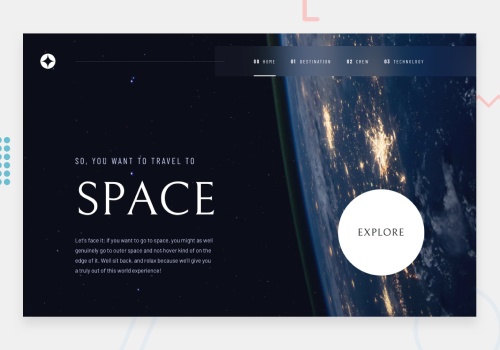 00 HOME 01 DESTINATION 02 CREW 03 TECHNOLOGY
SO, YOU WANT TO TRAVEL TO
SPACE
Let's face it: if you want to go to space, you might as well
genuinely go to outer space and not hover kind of on the
edge of it. Well sit back, and relax because we'll give you
a truly out of this world experience!
EXPLORE